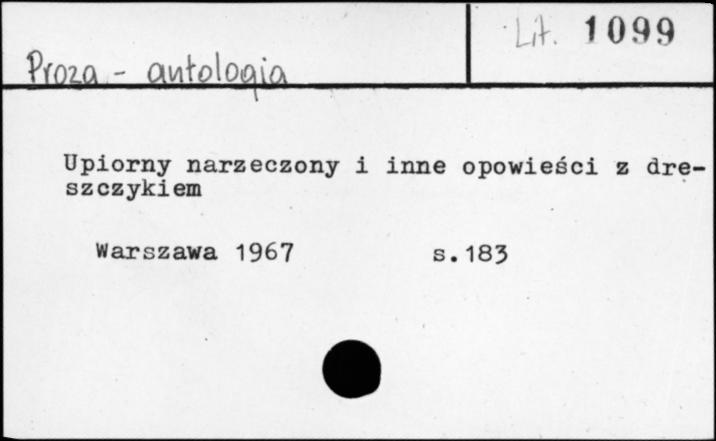 Lit. 1099
Proza - antologia
Upiorny narzeczony i inne opowieści z dre-
szczykiem
Warszawa 1967 s.183